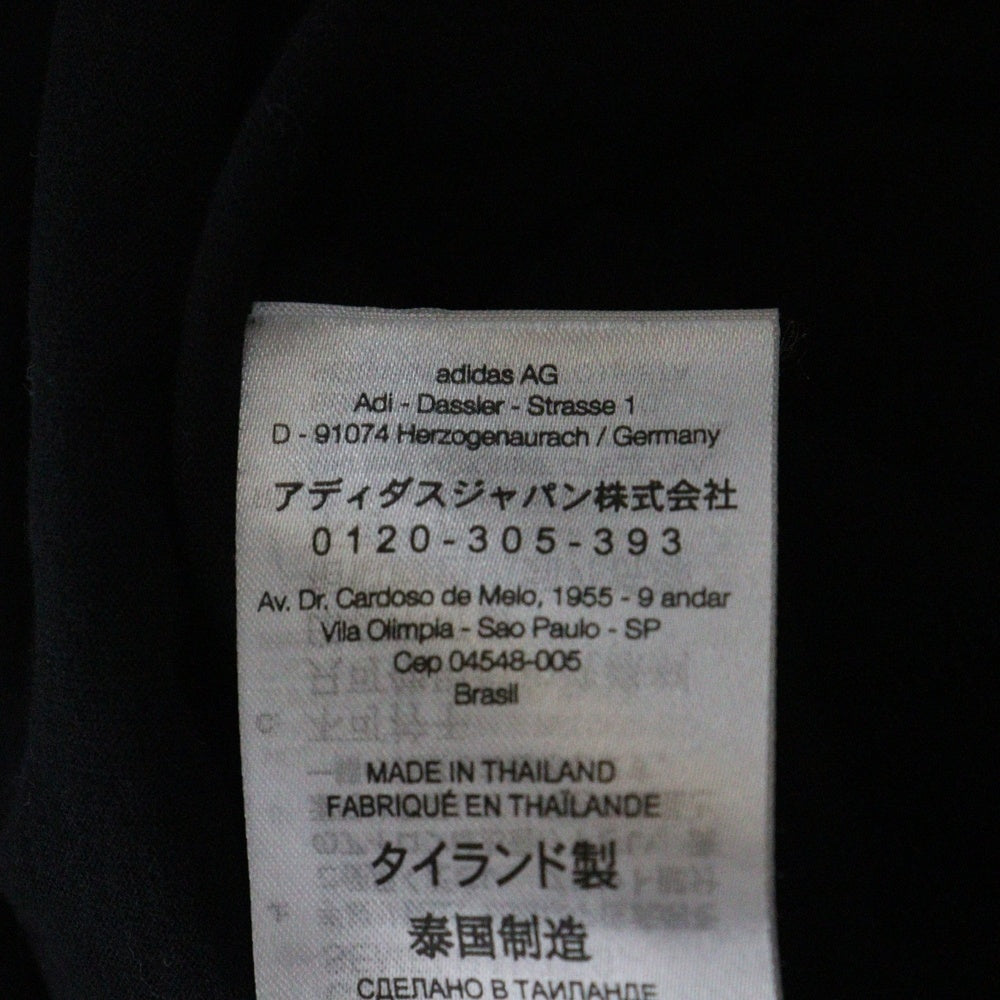 adidas AG
Adi - Dassler - Strasse 1
D - 91074 Herzogenaurach / Germany
アディダスジャパン株式会社
0120-305-393
Av. Dr. Cardoso de Melo, 1955 - 9 andar
Vila Olimpia - Sao Paulo - SP
Cep 04548-005
Brasil
MADE IN THAILAND
FABRIQUÉ EN THAÏLANDE
タイランド製
泰国制造
СДЕЛАНО В ТАИЛАНДЕ